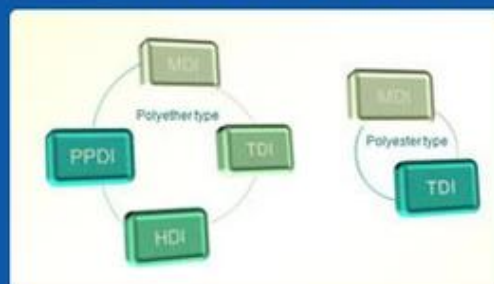 MDI
Polyether type
PPDI
TDI
HDI
MDI
Polyester type
TDI